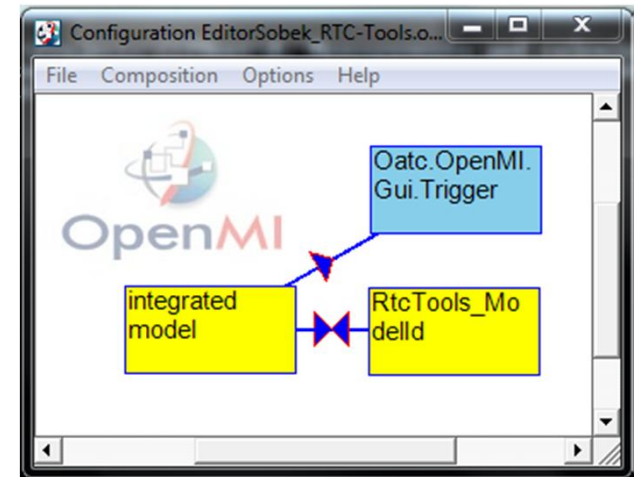 Configuration EditorSobek_RTC-Tools.o...
File Composition Options Help
OpenMI
Oatc.OpenMI.
Gui.Trigger
integrated
model
RtcTools_Mo
delId